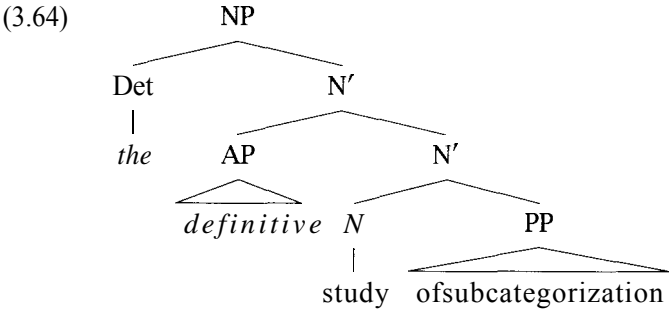 (3.64) NP
Det N′
the AP N′
definitive N PP
study ofsubcategorization